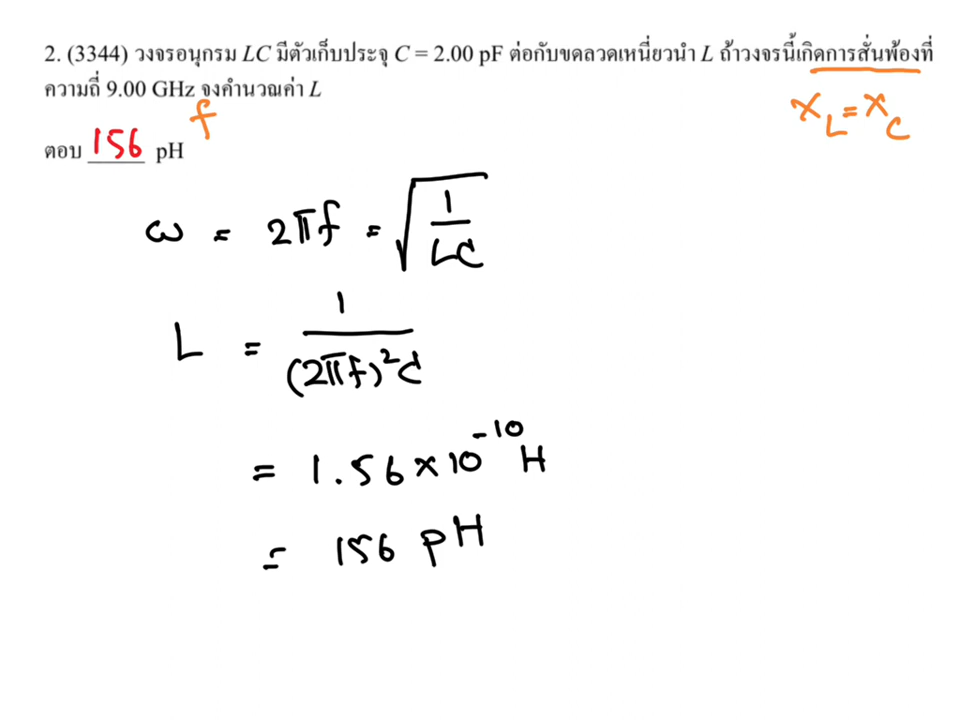 2. (3344) วงจรอนุกรม LC มีตัวเก็บประจุ C = 2.00 pF ต่อกับขดลวดเหนี่ยวนำ L ถ้าวงจรนี้เกิดการสั่นพ้องที่
ความถี่ 9.00 GHz จงคำนวณค่า L
f
X_L = X_C
ตอบ 156 pH
ω = 2πf = √(1/LC)
L = 1/((2πf)²C)
= 1.56 × 10⁻¹⁰ H
= 156 pH